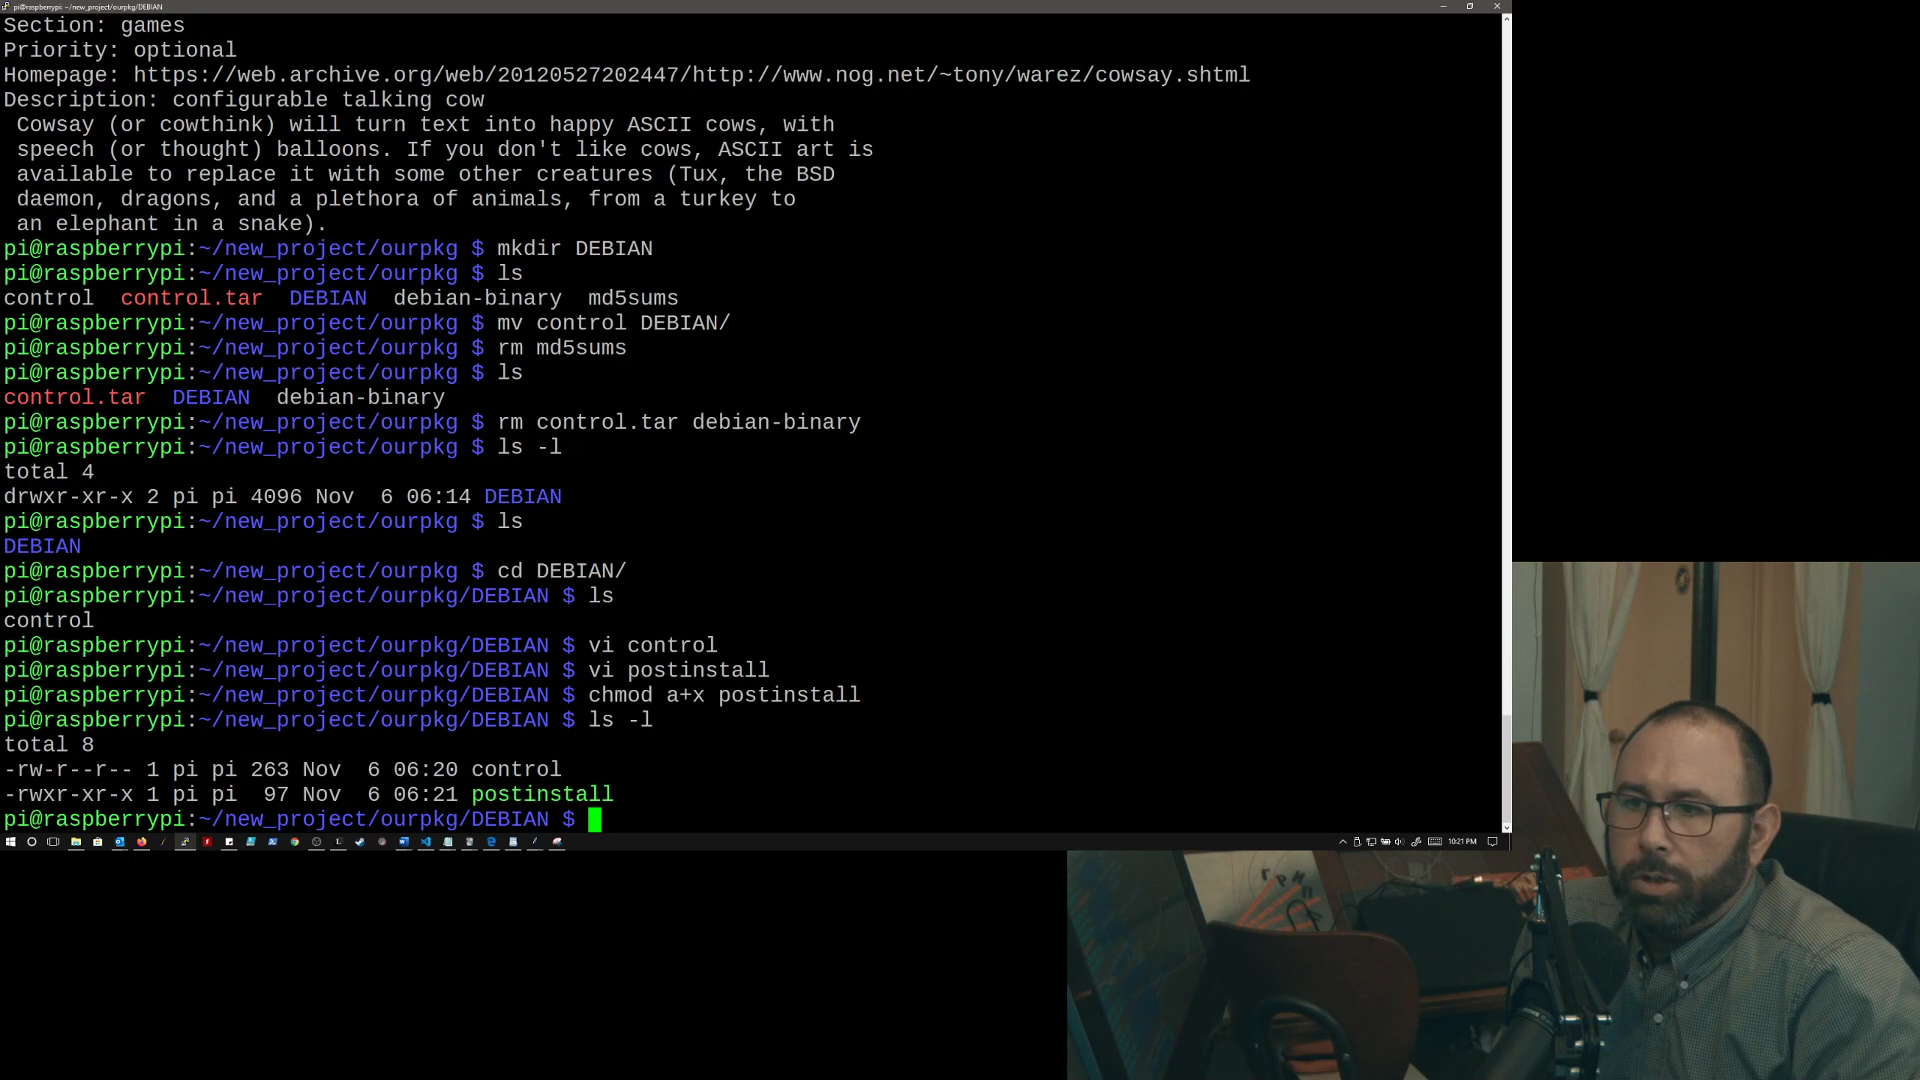 pi@raspberrypi: ~/new_project/ourpkg/DEBIAN
Section: games
Priority: optional
Homepage: https://web.archive.org/web/20120527202447/http://www.nog.net/~tony/warez/cowsay.shtml
Description: configurable talking cow
 Cowsay (or cowthink) will turn text into happy ASCII cows, with
 speech (or thought) balloons. If you don't like cows, ASCII art is
 available to replace it with some other creatures (Tux, the BSD
 daemon, dragons, and a plethora of animals, from a turkey to
 an elephant in a snake).
pi@raspberrypi:~/new_project/ourpkg $ mkdir DEBIAN
pi@raspberrypi:~/new_project/ourpkg $ ls
control  control.tar  DEBIAN  debian-binary  md5sums
pi@raspberrypi:~/new_project/ourpkg $ mv control DEBIAN/
pi@raspberrypi:~/new_project/ourpkg $ rm md5sums
pi@raspberrypi:~/new_project/ourpkg $ ls
control.tar  DEBIAN  debian-binary
pi@raspberrypi:~/new_project/ourpkg $ rm control.tar debian-binary
pi@raspberrypi:~/new_project/ourpkg $ ls -l
total 4
drwxr-xr-x 2 pi pi 4096 Nov  6 06:14 DEBIAN
pi@raspberrypi:~/new_project/ourpkg $ ls
DEBIAN
pi@raspberrypi:~/new_project/ourpkg $ cd DEBIAN/
pi@raspberrypi:~/new_project/ourpkg/DEBIAN $ ls
control
pi@raspberrypi:~/new_project/ourpkg/DEBIAN $ vi control
pi@raspberrypi:~/new_project/ourpkg/DEBIAN $ vi postinstall
pi@raspberrypi:~/new_project/ourpkg/DEBIAN $ chmod a+x postinstall
pi@raspberrypi:~/new_project/ourpkg/DEBIAN $ ls -l
total 8
-rw-r--r-- 1 pi pi 263 Nov  6 06:20 control
-rwxr-xr-x 1 pi pi  97 Nov  6 06:21 postinstall
pi@raspberrypi:~/new_project/ourpkg/DEBIAN $
10:21 PM
ГРИП